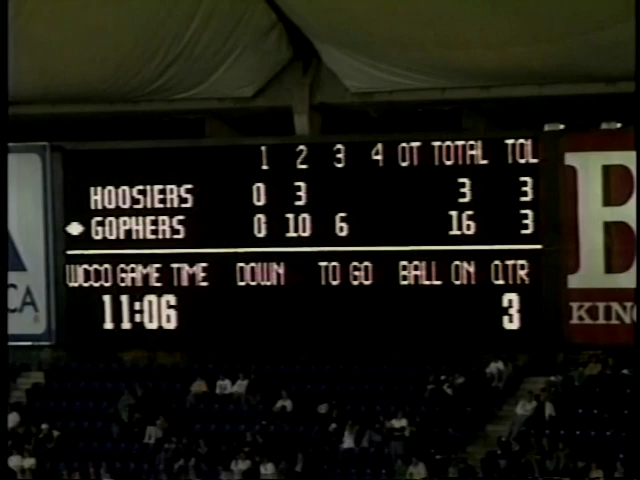 1 2 3 4 OT TOTAL TOL
HOOSIERS 0 3 3 3
GOPHERS 0 10 6 16 3
WCCO GAME TIME DOWN TO GO BALL ON QTR
11:06 3
CA
B
KIN